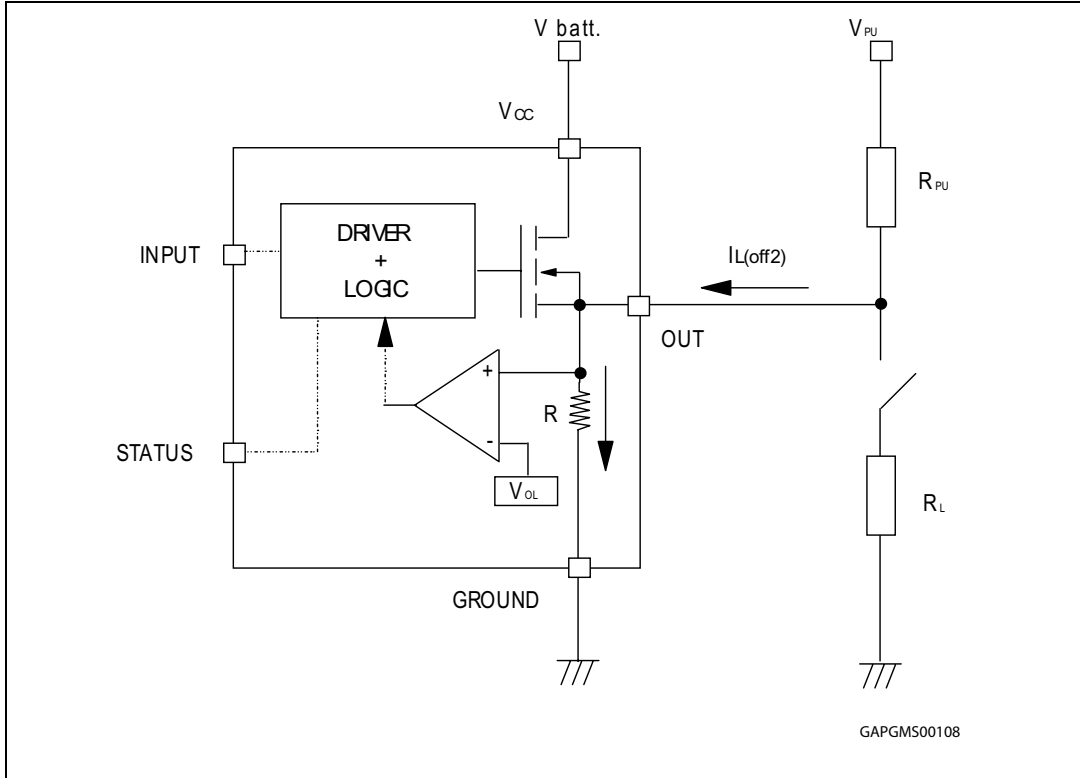 V batt.
VPU
VCC
RPU
DRIVER
+
LOGIC
INPUT
IL(off2)
OUT
+
R
-
STATUS
VOL
RL
GROUND
GAPGMS00108